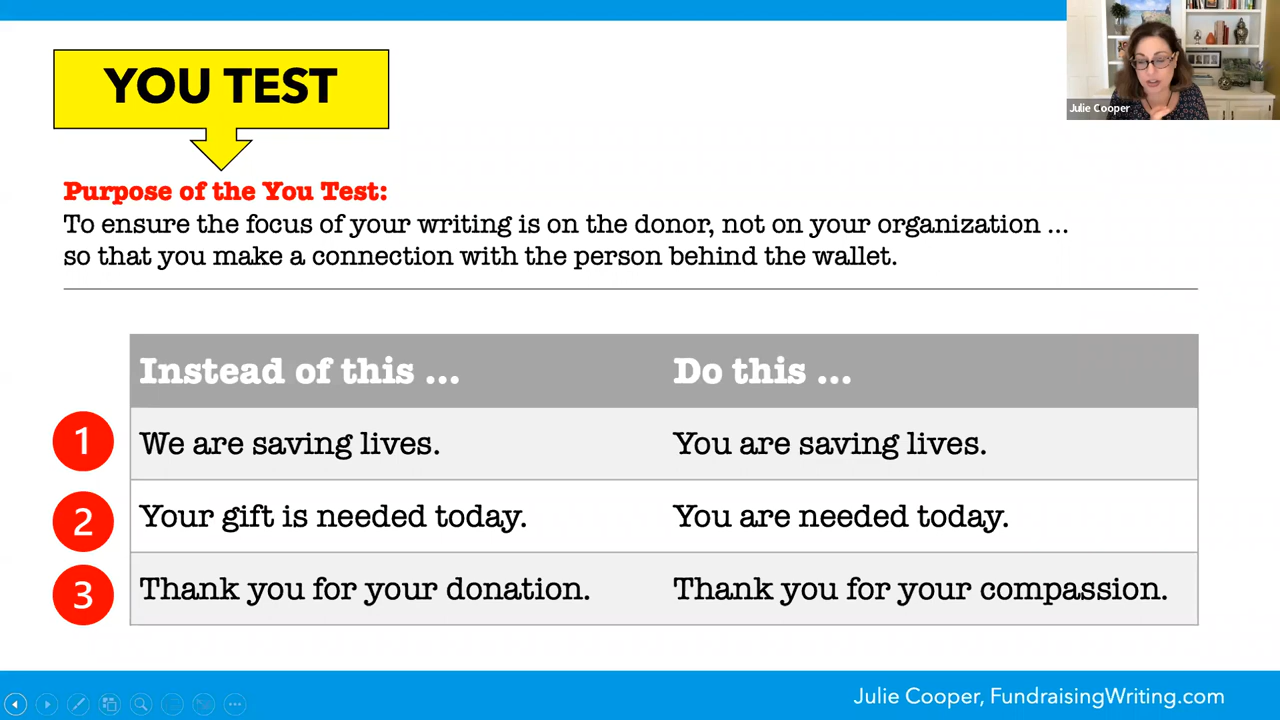 YOU TEST
Julie Cooper
Purpose of the You Test:
To ensure the focus of your writing is on the donor, not on your organization ...
so that you make a connection with the person behind the wallet.
Instead of this ... Do this ...
1 We are saving lives. You are saving lives.
2 Your gift is needed today. You are needed today.
3 Thank you for your donation. Thank you for your compassion.
Julie Cooper, FundraisingWriting.com